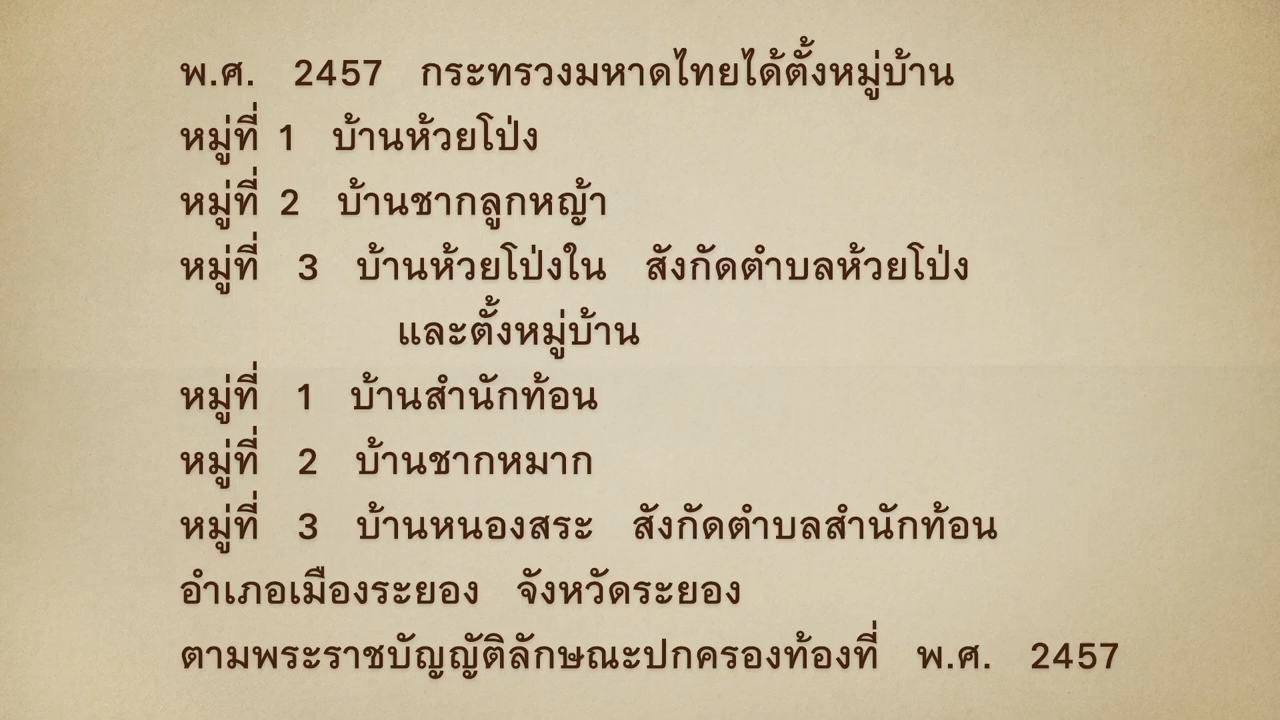 พ.ศ. 2457 กระทรวงมหาดไทยได้ตั้งหมู่บ้าน
หมู่ที่ 1 บ้านห้วยโป่ง
หมู่ที่ 2 บ้านชากลูกหญ้า
หมู่ที่ 3 บ้านห้วยโป่งใน สังกัดตำบลห้วยโป่ง
และตั้งหมู่บ้าน
หมู่ที่ 1 บ้านสำนักท้อน
หมู่ที่ 2 บ้านชากหมาก
หมู่ที่ 3 บ้านหนองสระ สังกัดตำบลสำนักท้อน
อำเภอเมืองระยอง จังหวัดระยอง
ตามพระราชบัญญัติลักษณะปกครองท้องที่ พ.ศ. 2457